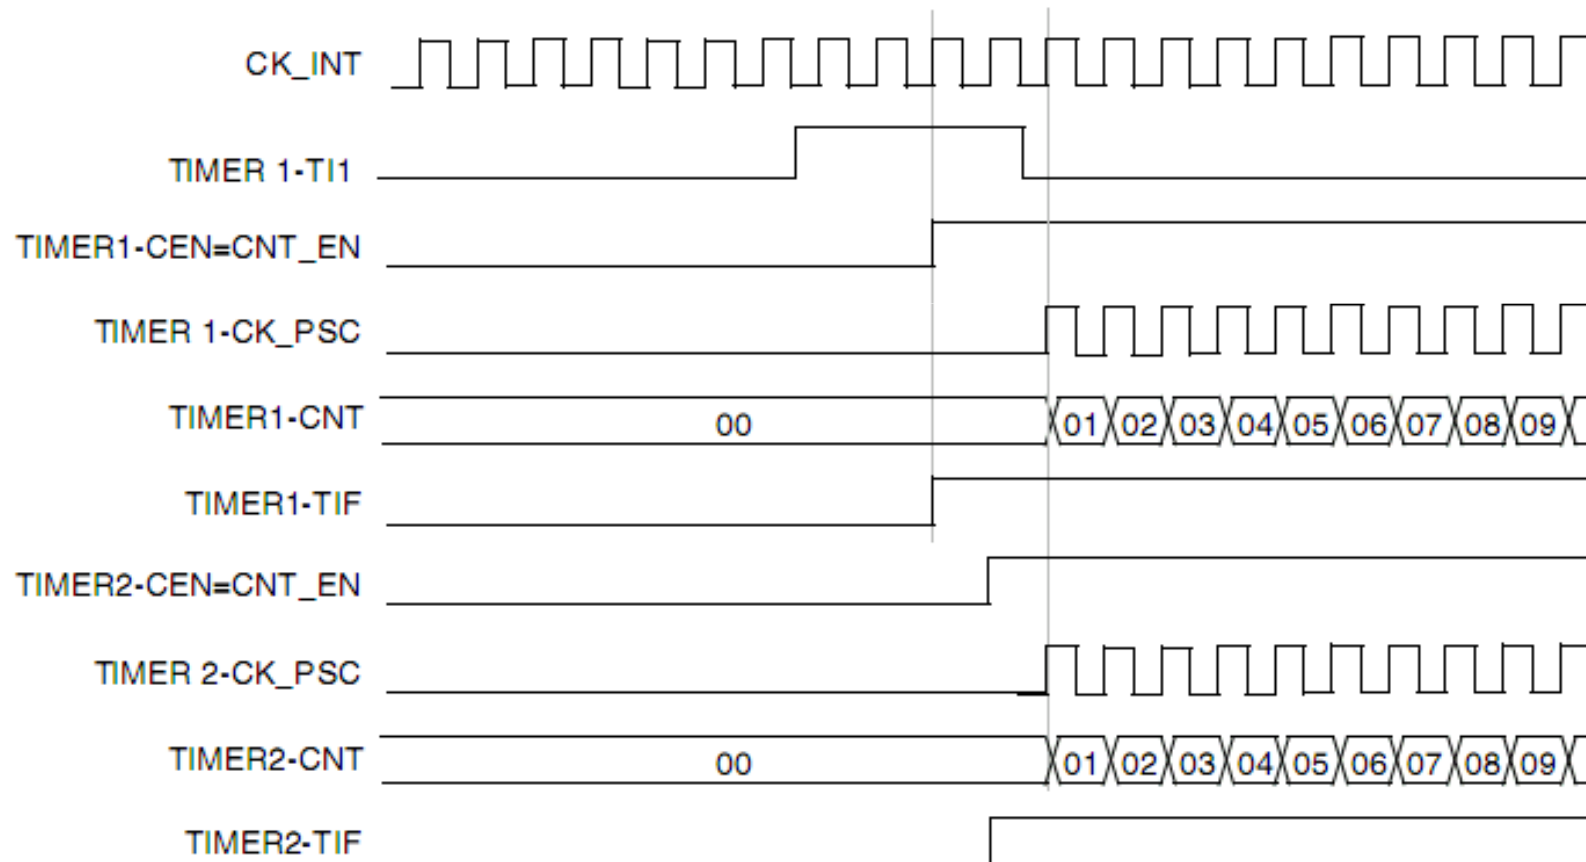 CK_INT
TIMER 1-TI1
TIMER1-CEN=CNT_EN
TIMER 1-CK_PSC
TIMER1-CNT 00 01 02 03 04 05 06 07 08 09
TIMER1-TIF
TIMER2-CEN=CNT_EN
TIMER 2-CK_PSC
TIMER2-CNT 00 01 02 03 04 05 06 07 08 09
TIMER2-TIF